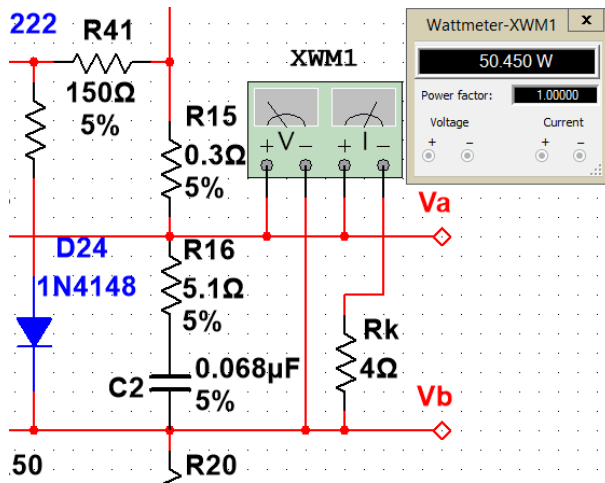 222
R41
150Ω
5%
XWM1
Wattmeter-XWM1
x
50.450 W
Power factor:
1.00000
Voltage
Current
+
-
+
-
R15
0.3Ω
5%
+ V -
+ I -
Va
D24
1N4148
R16
5.1Ω
5%
Rk
4Ω
C2
0.068µF
5%
Vb
.50
R20